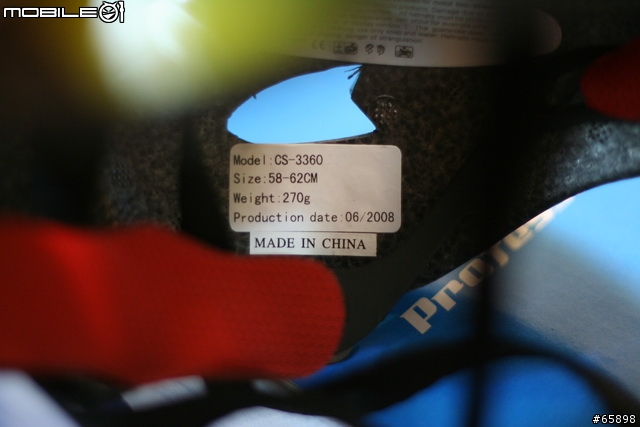 MOBILE01
Model:CS-3360
Size:58-62CM
Weight:270g
Production date:06/2008
MADE IN CHINA
#65898